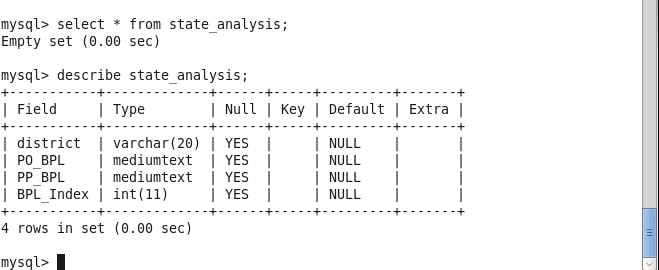 mysql> select * from state_analysis;
Empty set (0.00 sec)

mysql> describe state_analysis;
+-----------+-------------+------+-----+---------+-------+
| Field     | Type        | Null | Key | Default | Extra |
+-----------+-------------+------+-----+---------+-------+
| district  | varchar(20) | YES  |     | NULL    |       |
| PO_BPL    | mediumtext  | YES  |     | NULL    |       |
| PP_BPL    | mediumtext  | YES  |     | NULL    |       |
| BPL_Index | int(11)     | YES  |     | NULL    |       |
+-----------+-------------+------+-----+---------+-------+
4 rows in set (0.00 sec)

mysql>